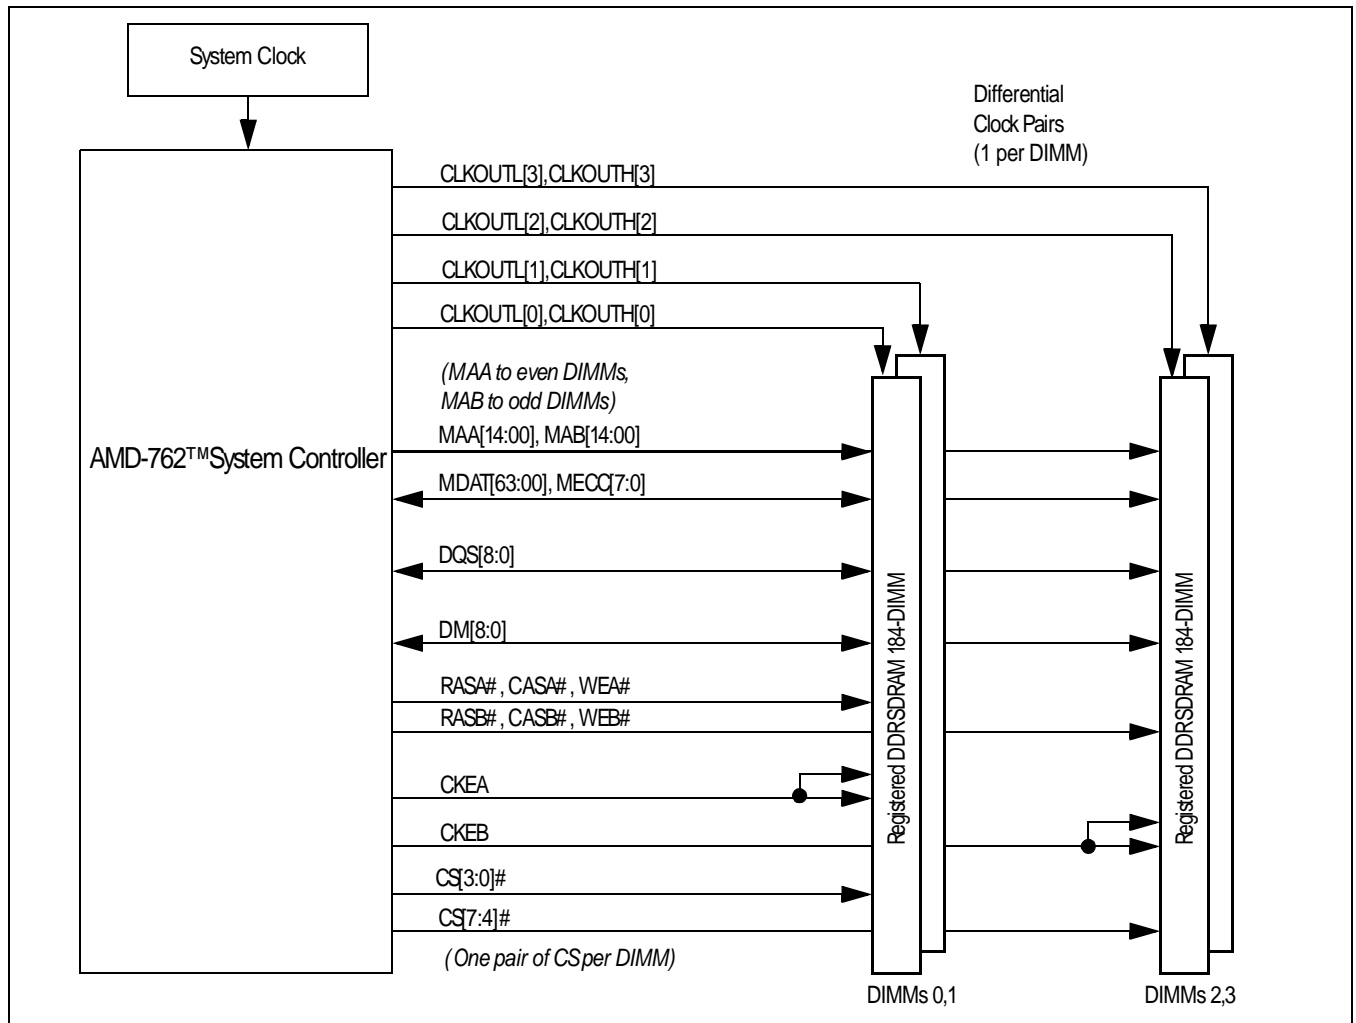 System Clock
Differential
Clock Pairs
(1 per DIMM)
CLKOUTL[3],CLKOUTH[3]
CLKOUTL[2],CLKOUTH[2]
CLKOUTL[1],CLKOUTH[1]
CLKOUTL[0],CLKOUTH[0]
(MAA to even DIMMs,
MAB to odd DIMMs)
MAA[14:00], MAB[14:00]
AMD-762™System Controller
MDAT[63:00], MECC[7:0]
DQS[8:0]
DM[8:0]
RASA# , CASA# , WEA#
RASB# , CASB# , WEB#
CKEA
CKEB
CS[3:0]#
CS[7:4]#
(One pair of CS per DIMM)
Registered DDRSDRAM 184-DIMM
Registered DDRSDRAM 184-DIMM
DIMMs 0,1
DIMMs 2,3